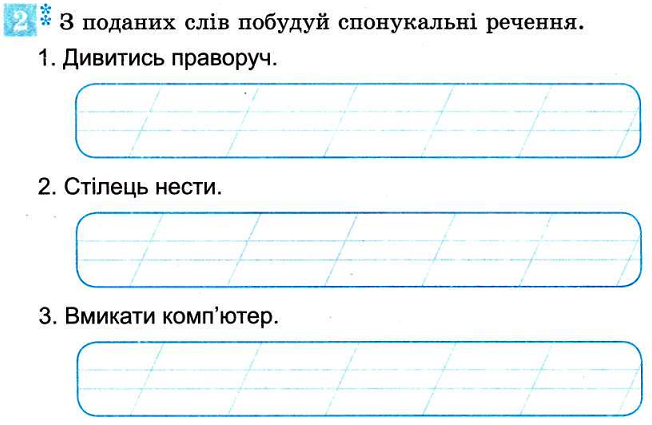 2 ** З поданих слів побудуй спонукальні речення.
1. Дивитись праворуч.
2. Стілець нести.
3. Вмикати комп'ютер.